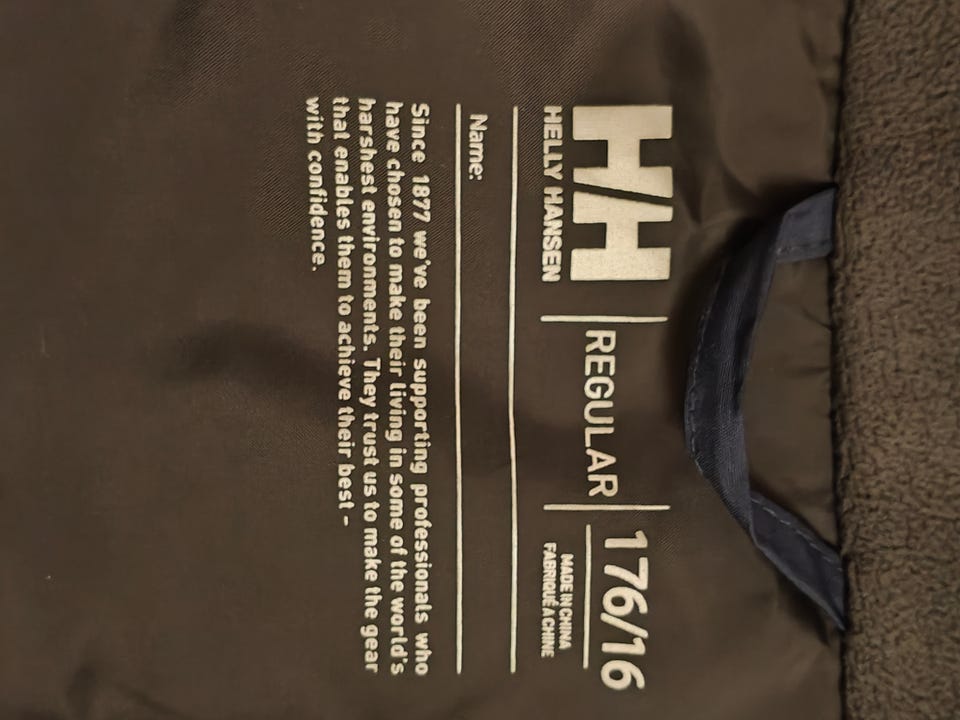 HH
HELLY HANSEN
REGULAR
176/16
MADE IN CHINA
FABRIQUÉ A CHINE
Name:
Since 1877 we've been supporting professionals who
have chosen to make their living in some of the world's
harshest environments. They trust us to make the gear
that enables them to achieve their best -
with confidence.